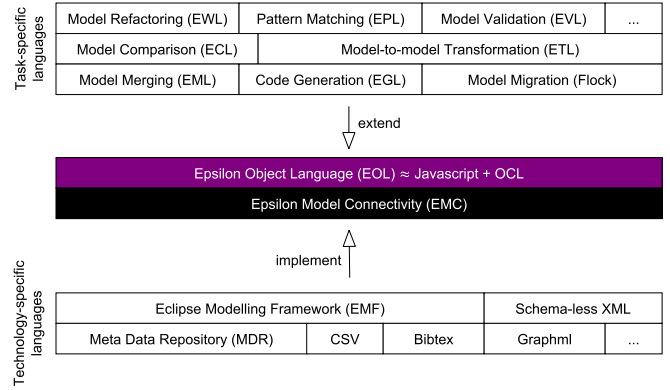 Task-specific
languages
Model Refactoring (EWL)
Pattern Matching (EPL)
Model Validation (EVL)
...
Model Comparison (ECL)
Model-to-model Transformation (ETL)
Model Merging (EML)
Code Generation (EGL)
Model Migration (Flock)
extend
Epsilon Object Language (EOL) ≈ Javascript + OCL
Epsilon Model Connectivity (EMC)
implement
Technology-specific
languages
Eclipse Modelling Framework (EMF)
Schema-less XML
Meta Data Repository (MDR)
CSV
Bibtex
Graphml
...